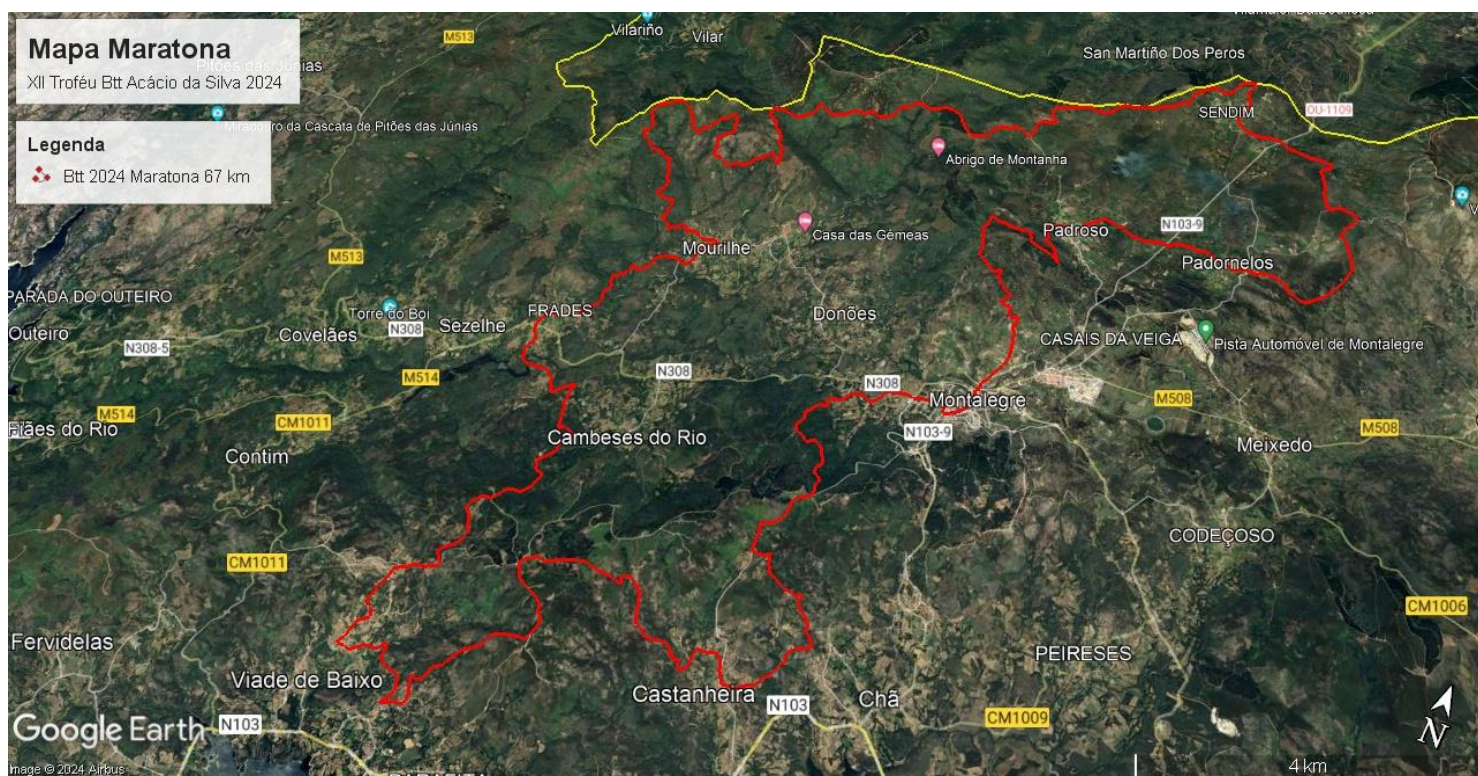 Mapa Maratona
XII Troféu Btt Acácio da Silva 2024
Legenda
Btt 2024 Maratona 67 km
Vilariño
Vilar
M513
Pitões das Júnias
San Martiño Dos Peros
Miradouro da Cascata de Pitões das Júnias
SENDIM
OU-1109
Abrigo de Montanha
Mourilhe
Casa das Gémeas
Padroso
N103-9
Padornelos
M513
PARADA DO OUTEIRO
Torre do Boi
FRADES
Donões
Outeiro
N308-5
Covelães
N308
Sezelhe
CASAIS DA VEIGA
Pista Automóvel de Montalegre
M514
N308
N308
Montalegre
M508
M514
CM1011
Fiães do Rio
Cambeses do Rio
N103-9
Meixedo
M508
Contim
CODEÇOSO
CM1011
CM1006
Fervidelas
PEIRESES
Viade de Baixo
Castanheira
N103
Chã
CM1009
Google Earth
N103
N
Image © 2024 Airbus
4 km